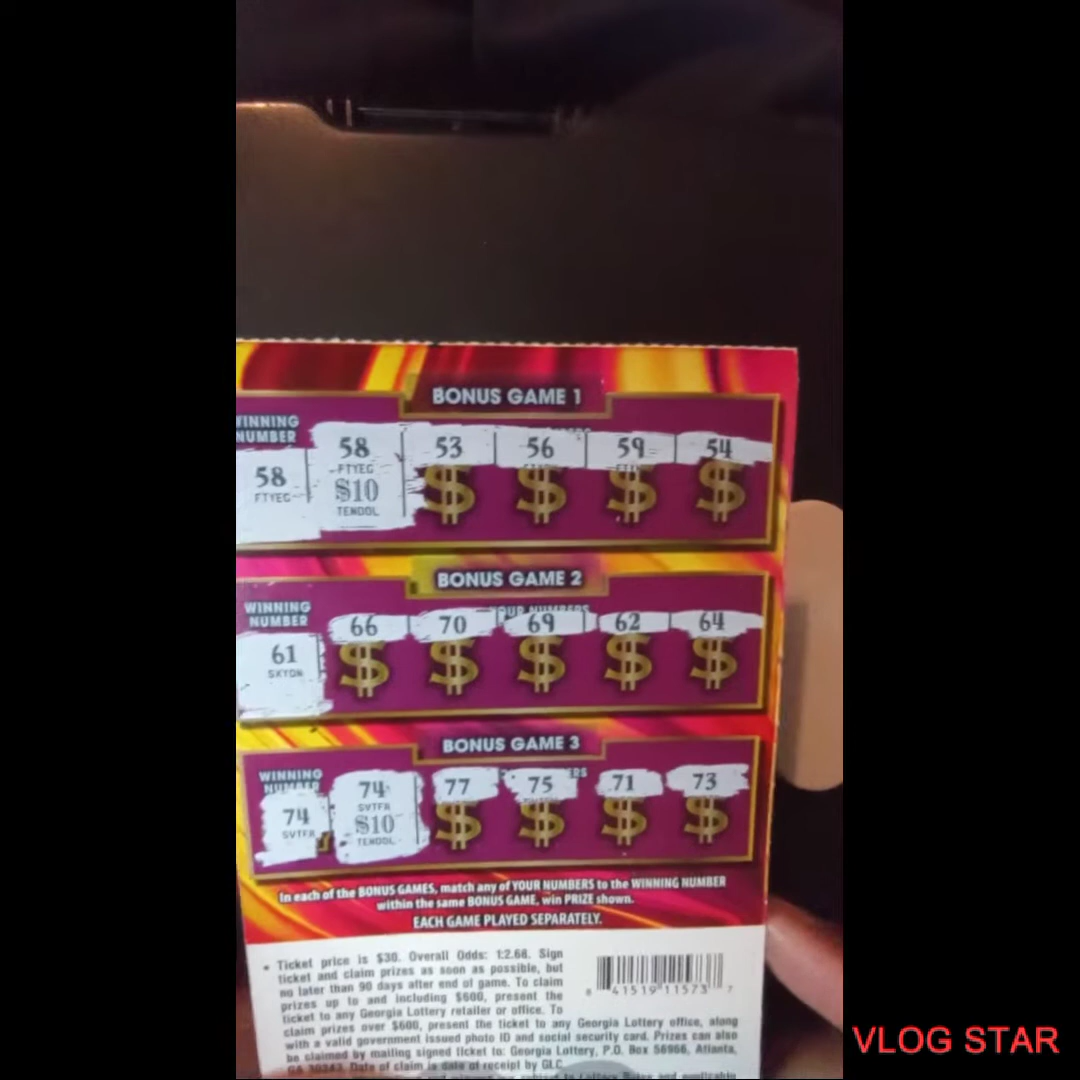 BONUS GAME 1
WINNING
NUMBER
58 53 56 59 54
FTYEG
58
FTYEG
$10
TENDOL
$ $ $ $
BONUS GAME 2
WINNING
NUMBER
YOUR NUMBERS
66 70 69 62 64
61
SXYON
$ $ $ $ $
BONUS GAME 3
WINNING
NUMBER
74 77 75 71 73
SVTFR
74
SVTFR
$10
TENDOL
$ $ $ $
In each of the BONUS GAMES, match any of YOUR NUMBERS to the WINNING NUMBER
within the same BONUS GAME, win PRIZE shown.
EACH GAME PLAYED SEPARATELY.
• Ticket price is $30. Overall Odds: 1:2.68. Sign
ticket and claim prizes as soon as possible, but
no later than 90 days after end of game. To claim
prizes up to and including $600, present the
ticket to any Georgia Lottery retailer or office. To
claim prizes over $600, present the ticket to any Georgia Lottery office, along
with a valid government issued photo ID and social security card. Prizes can also
be claimed by mailing signed ticket to: Georgia Lottery, P.O. Box 56966, Atlanta,
GA 30343. Date of claim is date of receipt by GLC.
41519 11573 7
VLOG STAR